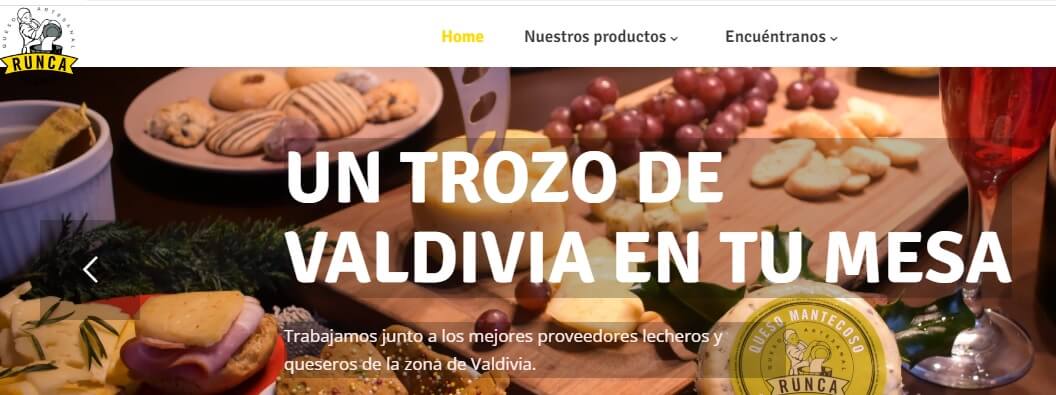 QUESO ARTESANAL
RUNCA
Home
Nuestros productos
Encuéntranos
UN TROZO DE
VALDIVIA EN TU MESA
Trabajamos junto a los mejores proveedores lecheros y
queseros de la zona de Valdivia.
QUESO MANTECOSO
ARTESANAL
RUNCA